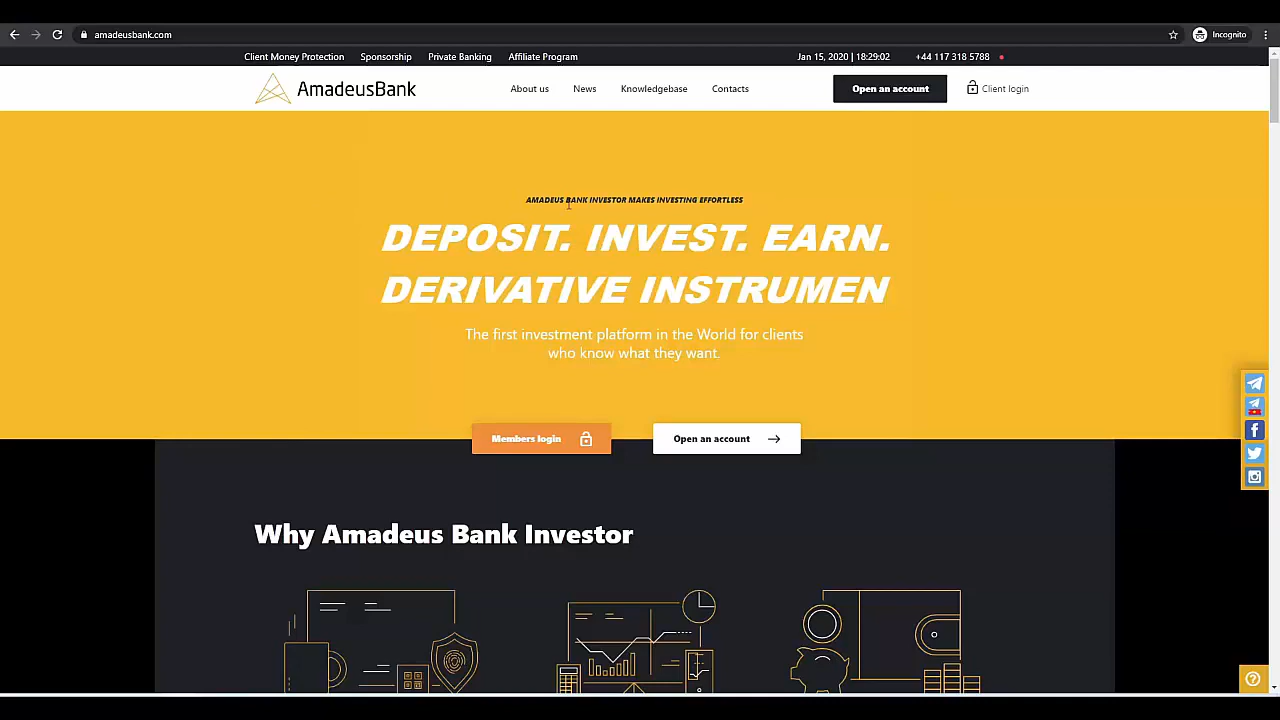 amadeusbank.com
Incognito
Client Money Protection Sponsorship Private Banking Affiliate Program Jan 15, 2020 | 18:29:02 +44 117 318 5788
AmadeusBank About us News Knowledgebase Contacts Open an account Client login
AMADEUS BANK INVESTOR MAKES INVESTING EFFORTLESS
DEPOSIT. INVEST. EARN.
DERIVATIVE INSTRUMEN
The first investment platform in the World for clients
who know what they want.
Members login Open an account
Why Amadeus Bank Investor